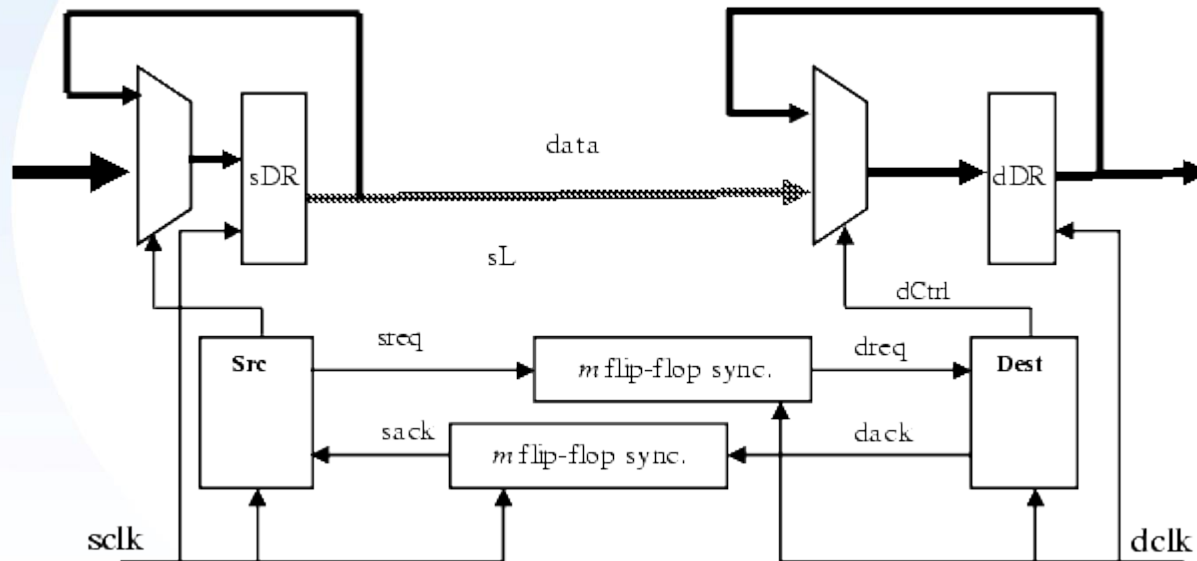 data
sDR
dDR
sL
dCtrl
sreq
dreq
Src
m flip-flop sync.
Dest
sack
dack
m flip-flop sync.
sclk
dclk